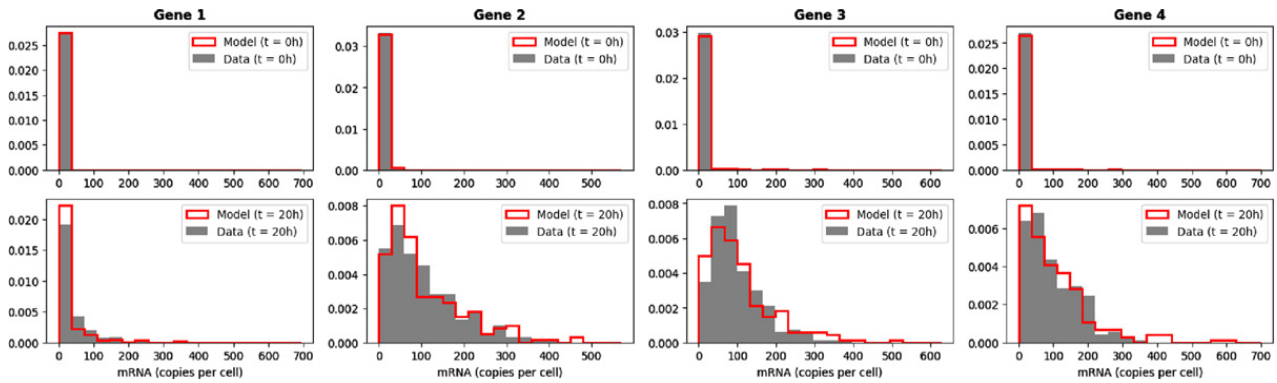 Gene 1 Gene 2 Gene 3 Gene 4
Model (t = 0h) Model (t = 0h) Model (t = 0h) Model (t = 0h)
Data (t = 0h) Data (t = 0h) Data (t = 0h) Data (t = 0h)
0.025 0.020 0.015 0.010 0.005 0.000
0 100 200 300 400 500 600 700
0.03 0.02 0.01 0.00
0 100 200 300 400 500
0.03 0.02 0.01 0.00
0 100 200 300 400 500 600
0.025 0.020 0.015 0.010 0.005 0.000
0 100 200 300 400 500 600 700
Model (t = 20h) Model (t = 20h) Model (t = 20h) Model (t = 20h)
Data (t = 20h) Data (t = 20h) Data (t = 20h) Data (t = 20h)
0.020 0.015 0.010 0.005 0.000
0 100 200 300 400 500 600 700
0.008 0.006 0.004 0.002 0.000
0 100 200 300 400 500
0.008 0.006 0.004 0.002 0.000
0 100 200 300 400 500 600
0.006 0.004 0.002 0.000
0 100 200 300 400 500 600 700
mRNA (copies per cell) mRNA (copies per cell) mRNA (copies per cell) mRNA (copies per cell)